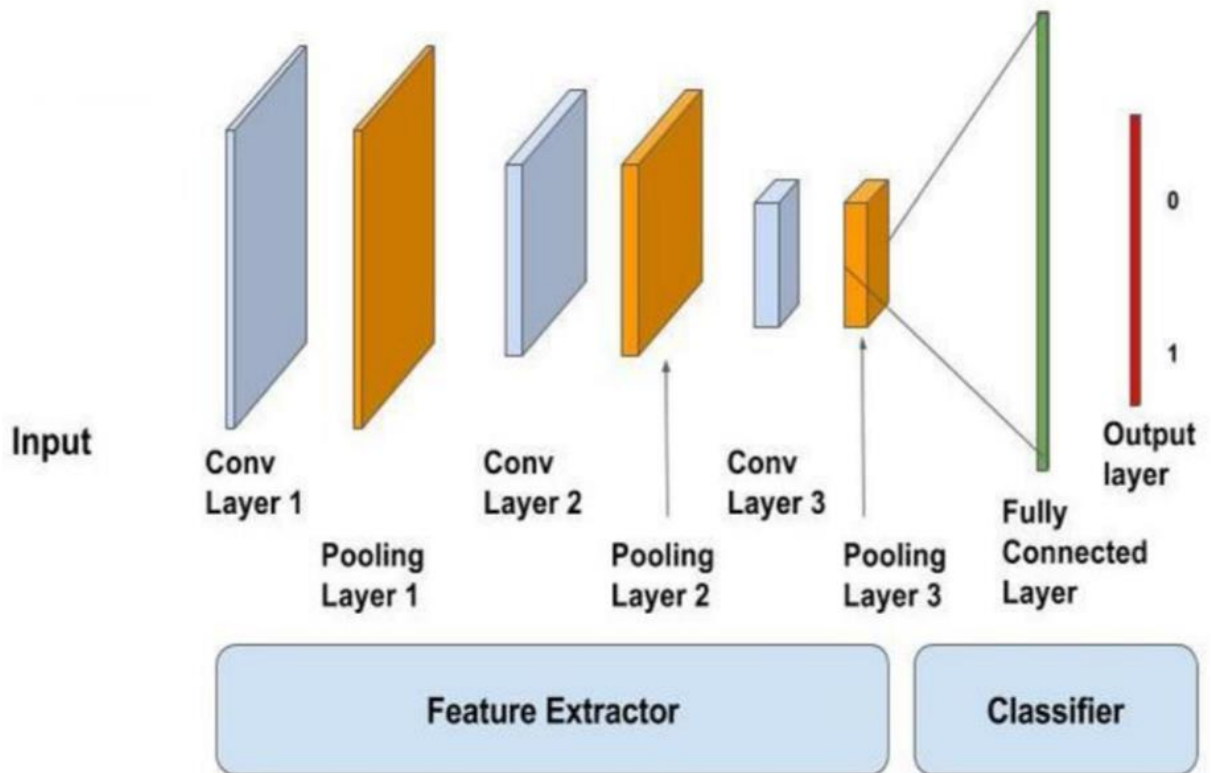 0
1
Input
Conv
Layer 1
Pooling
Layer 1
Conv
Layer 2
Pooling
Layer 2
Conv
Layer 3
Pooling
Layer 3
Fully
Connected
Layer
Output
layer
Feature Extractor
Classifier